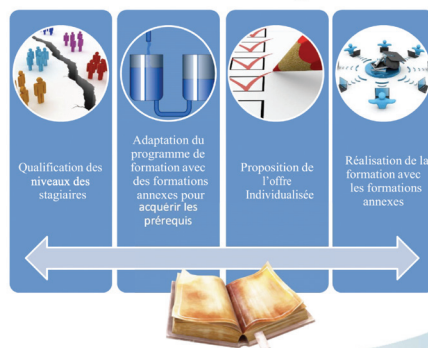 Qualification des
niveaux des
stagiaires
Adaptation du
programme de
formation avec
des formations
annexes pour
acquérir les
prérequis
Proposition de
l'offre
Individualisée
Réalisation de la
formation avec
les formations
annexes